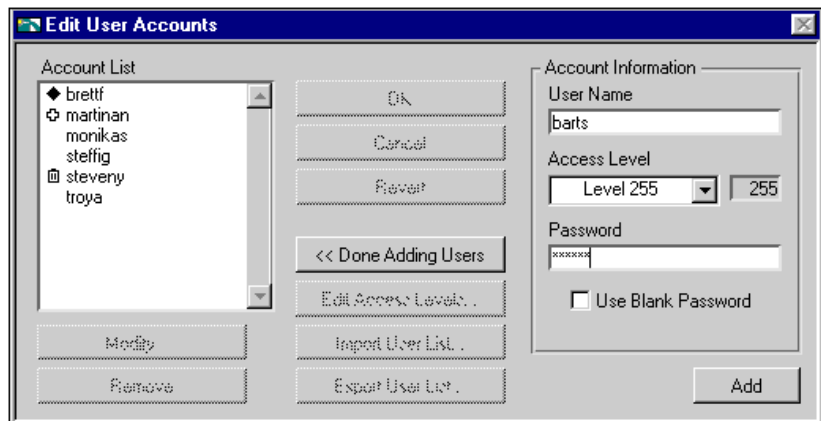 Edit User Accounts
Account List
brettf
martinan
monikas
steffig
steveny
troya
Modify
Remove
OK
Cancel
Revert
<< Done Adding Users
Edit Access Levels...
Import User List...
Export User List...
Account Information
User Name
barts
Access Level
Level 255
255
Password
××××××
Use Blank Password
Add